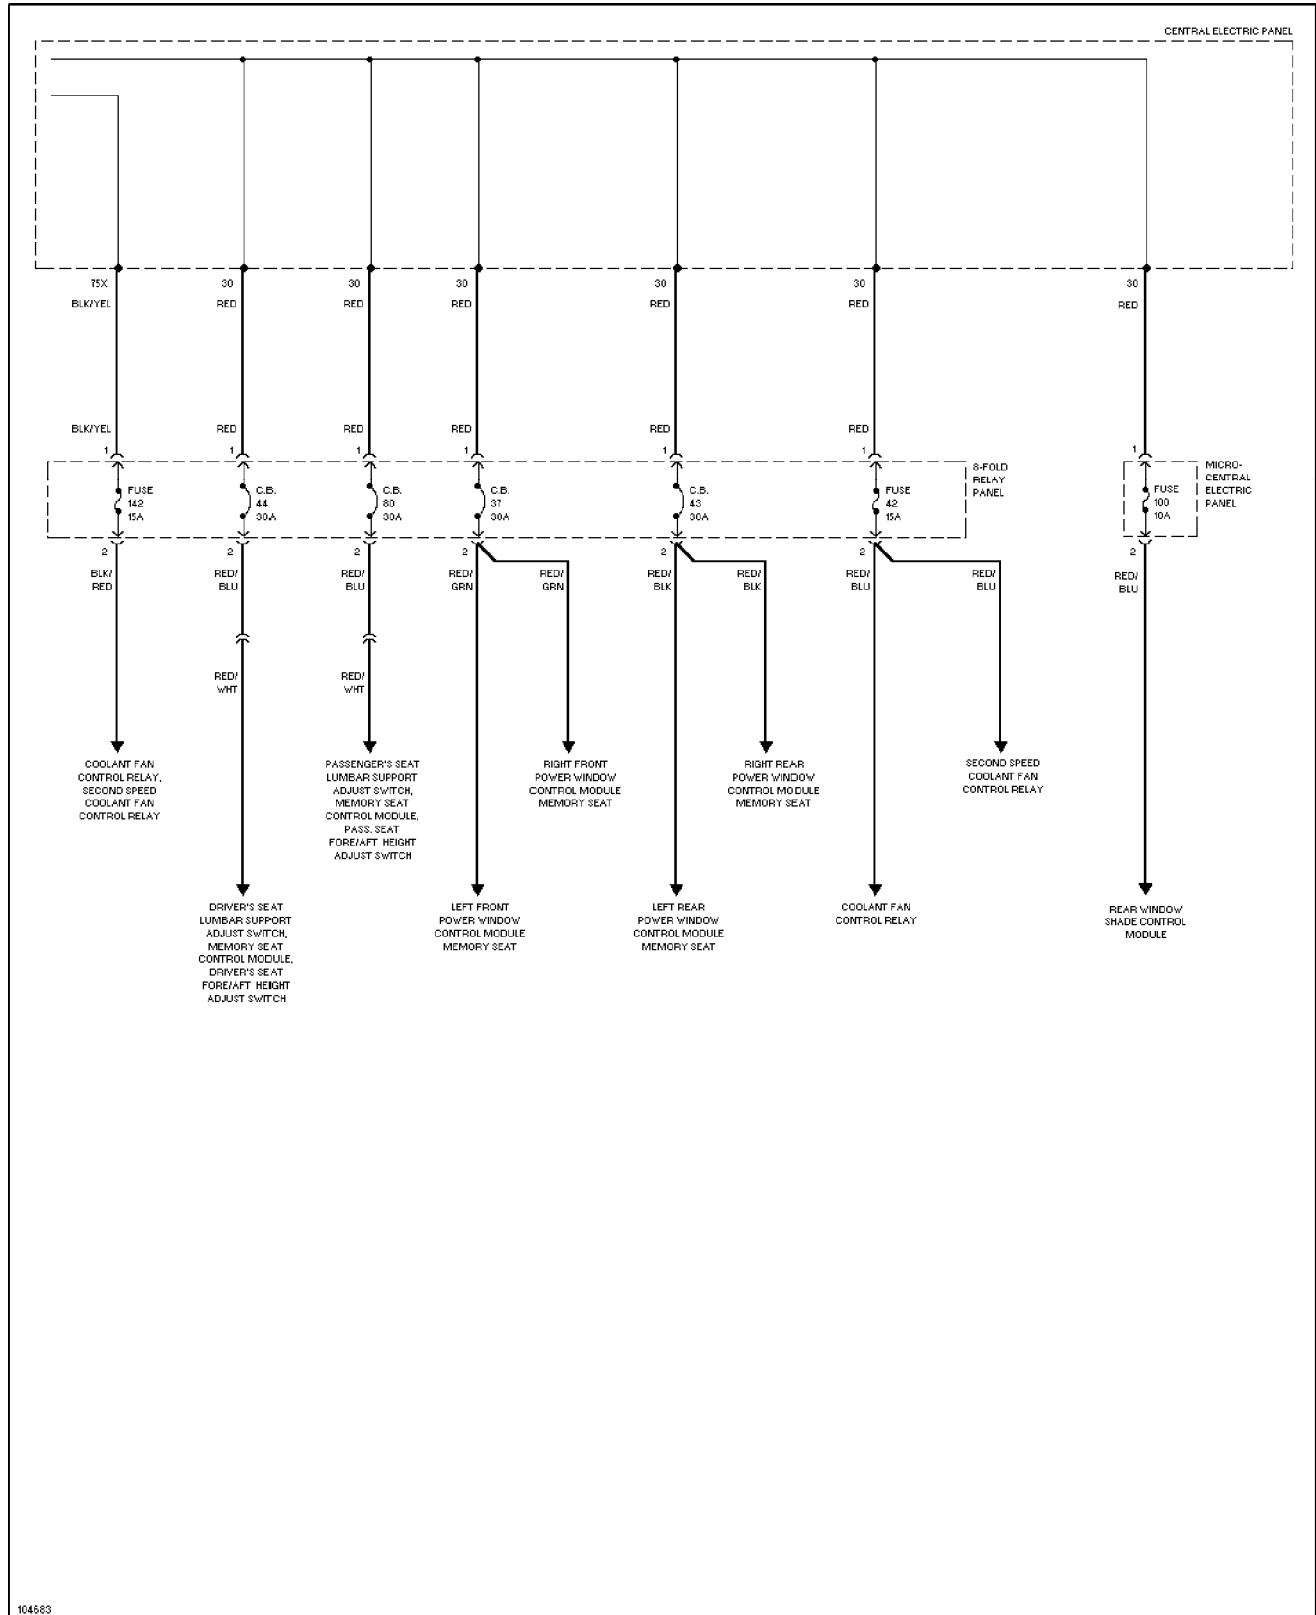 CENTRAL ELECTRIC PANEL
75X
30
30
30
30
30
30
BLK/YEL
RED
RED
RED
RED
RED
RED
BLK/YEL
RED
RED
RED
RED
RED
1
1
1
1
1
1
1
FUSE
142
15A
C.B.
44
30A
C.B.
80
30A
C.B.
37
30A
C.B.
43
30A
FUSE
42
15A
8-FOLD
RELAY
PANEL
FUSE
100
10A
MICRO-
CENTRAL
ELECTRIC
PANEL
2
2
2
2
2
2
2
BLK/
RED
RED/
BLU
RED/
BLU
RED/
GRN
RED/
GRN
RED/
BLK
RED/
BLK
RED/
BLU
RED/
BLU
RED/
BLU
RED/
WHT
RED/
WHT
COOLANT FAN
CONTROL RELAY,
SECOND SPEED
COOLANT FAN
CONTROL RELAY
PASSENGER'S SEAT
LUMBAR SUPPORT
ADJUST SWITCH,
MEMORY SEAT
CONTROL MODULE,
PASS. SEAT
FORE/AFT HEIGHT
ADJUST SWITCH
RIGHT FRONT
POWER WINDOW
CONTROL MODULE
MEMORY SEAT
RIGHT REAR
POWER WINDOW
CONTROL MODULE
MEMORY SEAT
SECOND SPEED
COOLANT FAN
CONTROL RELAY
DRIVER'S SEAT
LUMBAR SUPPORT
ADJUST SWITCH,
MEMORY SEAT
CONTROL MODULE,
DRIVER'S SEAT
FORE/AFT HEIGHT
ADJUST SWITCH
LEFT FRONT
POWER WINDOW
CONTROL MODULE
MEMORY SEAT
LEFT REAR
POWER WINDOW
CONTROL MODULE
MEMORY SEAT
COOLANT FAN
CONTROL RELAY
REAR WINDOW
SHADE CONTROL
MODULE
104683